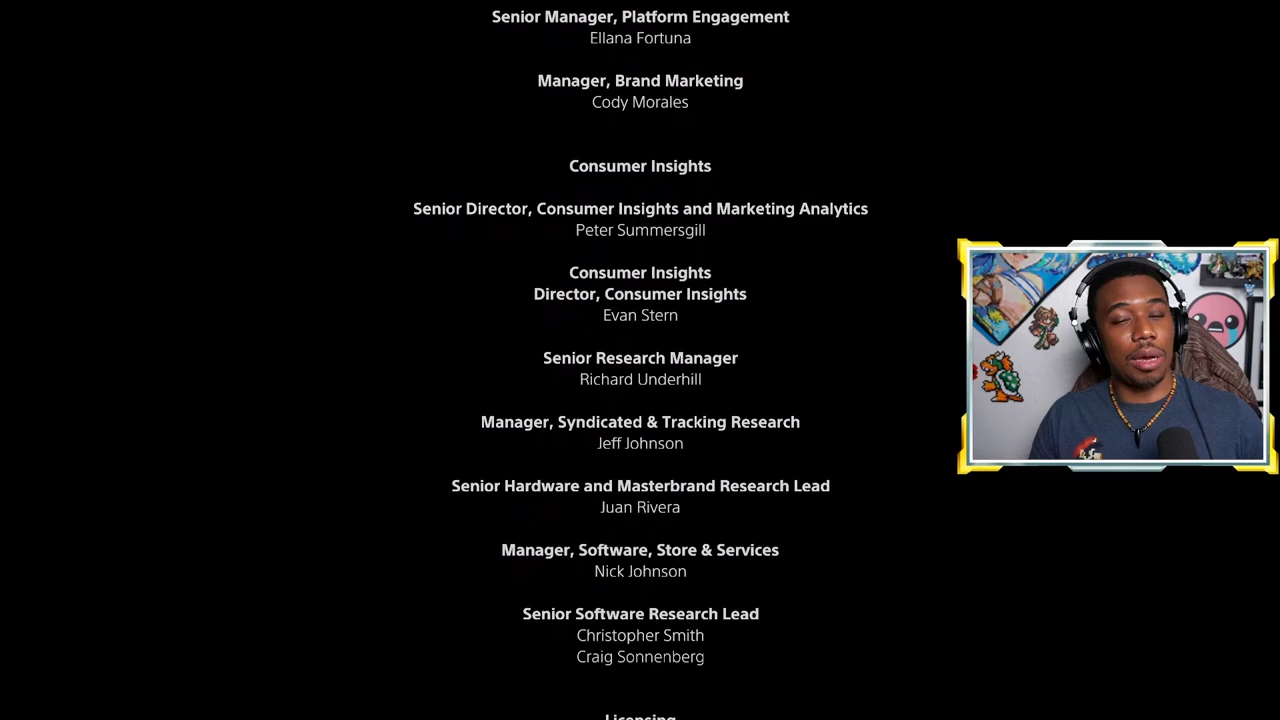 Senior Manager, Platform Engagement
Ellana Fortuna
Manager, Brand Marketing
Cody Morales
Consumer Insights
Senior Director, Consumer Insights and Marketing Analytics
Peter Summersgill
Consumer Insights
Director, Consumer Insights
Evan Stern
Senior Research Manager
Richard Underhill
Manager, Syndicated & Tracking Research
Jeff Johnson
Senior Hardware and Masterbrand Research Lead
Juan Rivera
Manager, Software, Store & Services
Nick Johnson
Senior Software Research Lead
Christopher Smith
Craig Sonnenberg
Licensing